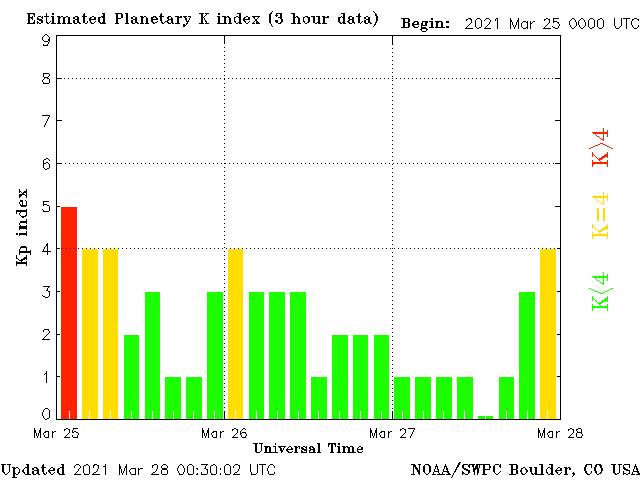 Estimated Planetary K index (3 hour data) Begin: 2021 Mar 25 0000 UTC
9
8
7
6
5
4
3
2
1
0
Kp index
K>4
K=4
K<4
Mar 25 Mar 26 Mar 27 Mar 28
Universal Time
Updated 2021 Mar 28 00:30:02 UTC NOAA/SWPC Boulder, CO USA